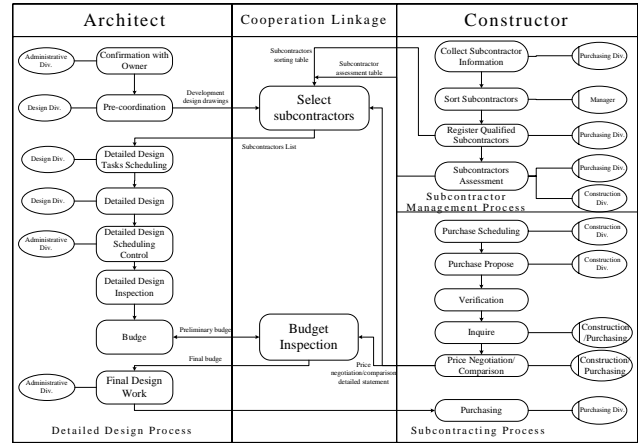 Architect
Cooperation Linkage
Constructor
Administrative
Div.
Confirmation with
Owner
Design Div.
Pre-coordination
Development
design drawings
Design Div.
Detailed Design
Tasks Scheduling
Design Div.
Detailed Design
Administrative
Div.
Detailed Design
Scheduling
Control
Detailed Design
Inspection
Budge
Administrative
Div.
Final Design
Work
Detailed Design Process
Subcontractors
sorting table
Subcontractor
assessment table
Select
subcontractors
Subcontractors List
Preliminary budget
Budget
Inspection
Final budget
Price
negotiation/comparison
detailed statement
Collect Subcontractor
Information
Purchasing Div.
Sort Subcontractors
Manager
Register Qualified
Subcontractors
Purchasing Div.
Subcontractors
Assessment
Purchasing Div.
Construction
Div.
Subcontractor
Management Process
Purchase Scheduling
Construction
Div.
Purchase Propose
Construction
Div.
Verification
Inquire
Construction
/Purchasing
Price Negotiation/
Comparison
Construction/
Purchasing
Purchasing
Purchasing Div.
Subcontracting Process